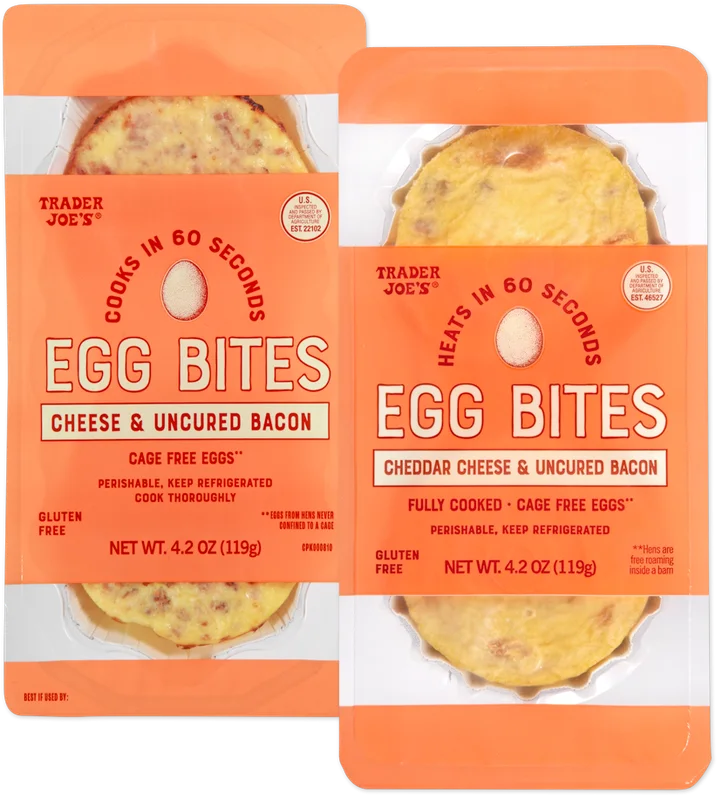 TRADER
JOE'S®
U.S.
INSPECTED
AND PASSED BY
DEPARTMENT OF
AGRICULTURE
EST. 22102
COOKS IN 60 SECONDS
EGG BITES
CHEESE & UNCURED BACON
CAGE FREE EGGS**
PERISHABLE, KEEP REFRIGERATED
COOK THOROUGHLY
GLUTEN
FREE
**EGGS FROM HENS NEVER
CONFINED TO A CAGE
NET WT. 4.2 OZ (119g)
CPK060810
BEST IF USED BY:
TRADER
JOE'S®
U.S.
INSPECTED
AND PASSED BY
DEPARTMENT OF
AGRICULTURE
EST. 46527
HEATS IN 60 SECONDS
EGG BITES
CHEDDAR CHEESE & UNCURED BACON
FULLY COOKED · CAGE FREE EGGS**
PERISHABLE, KEEP REFRIGERATED
GLUTEN
FREE
NET WT. 4.2 OZ (119g)
**Hens are
free roaming
inside a barn